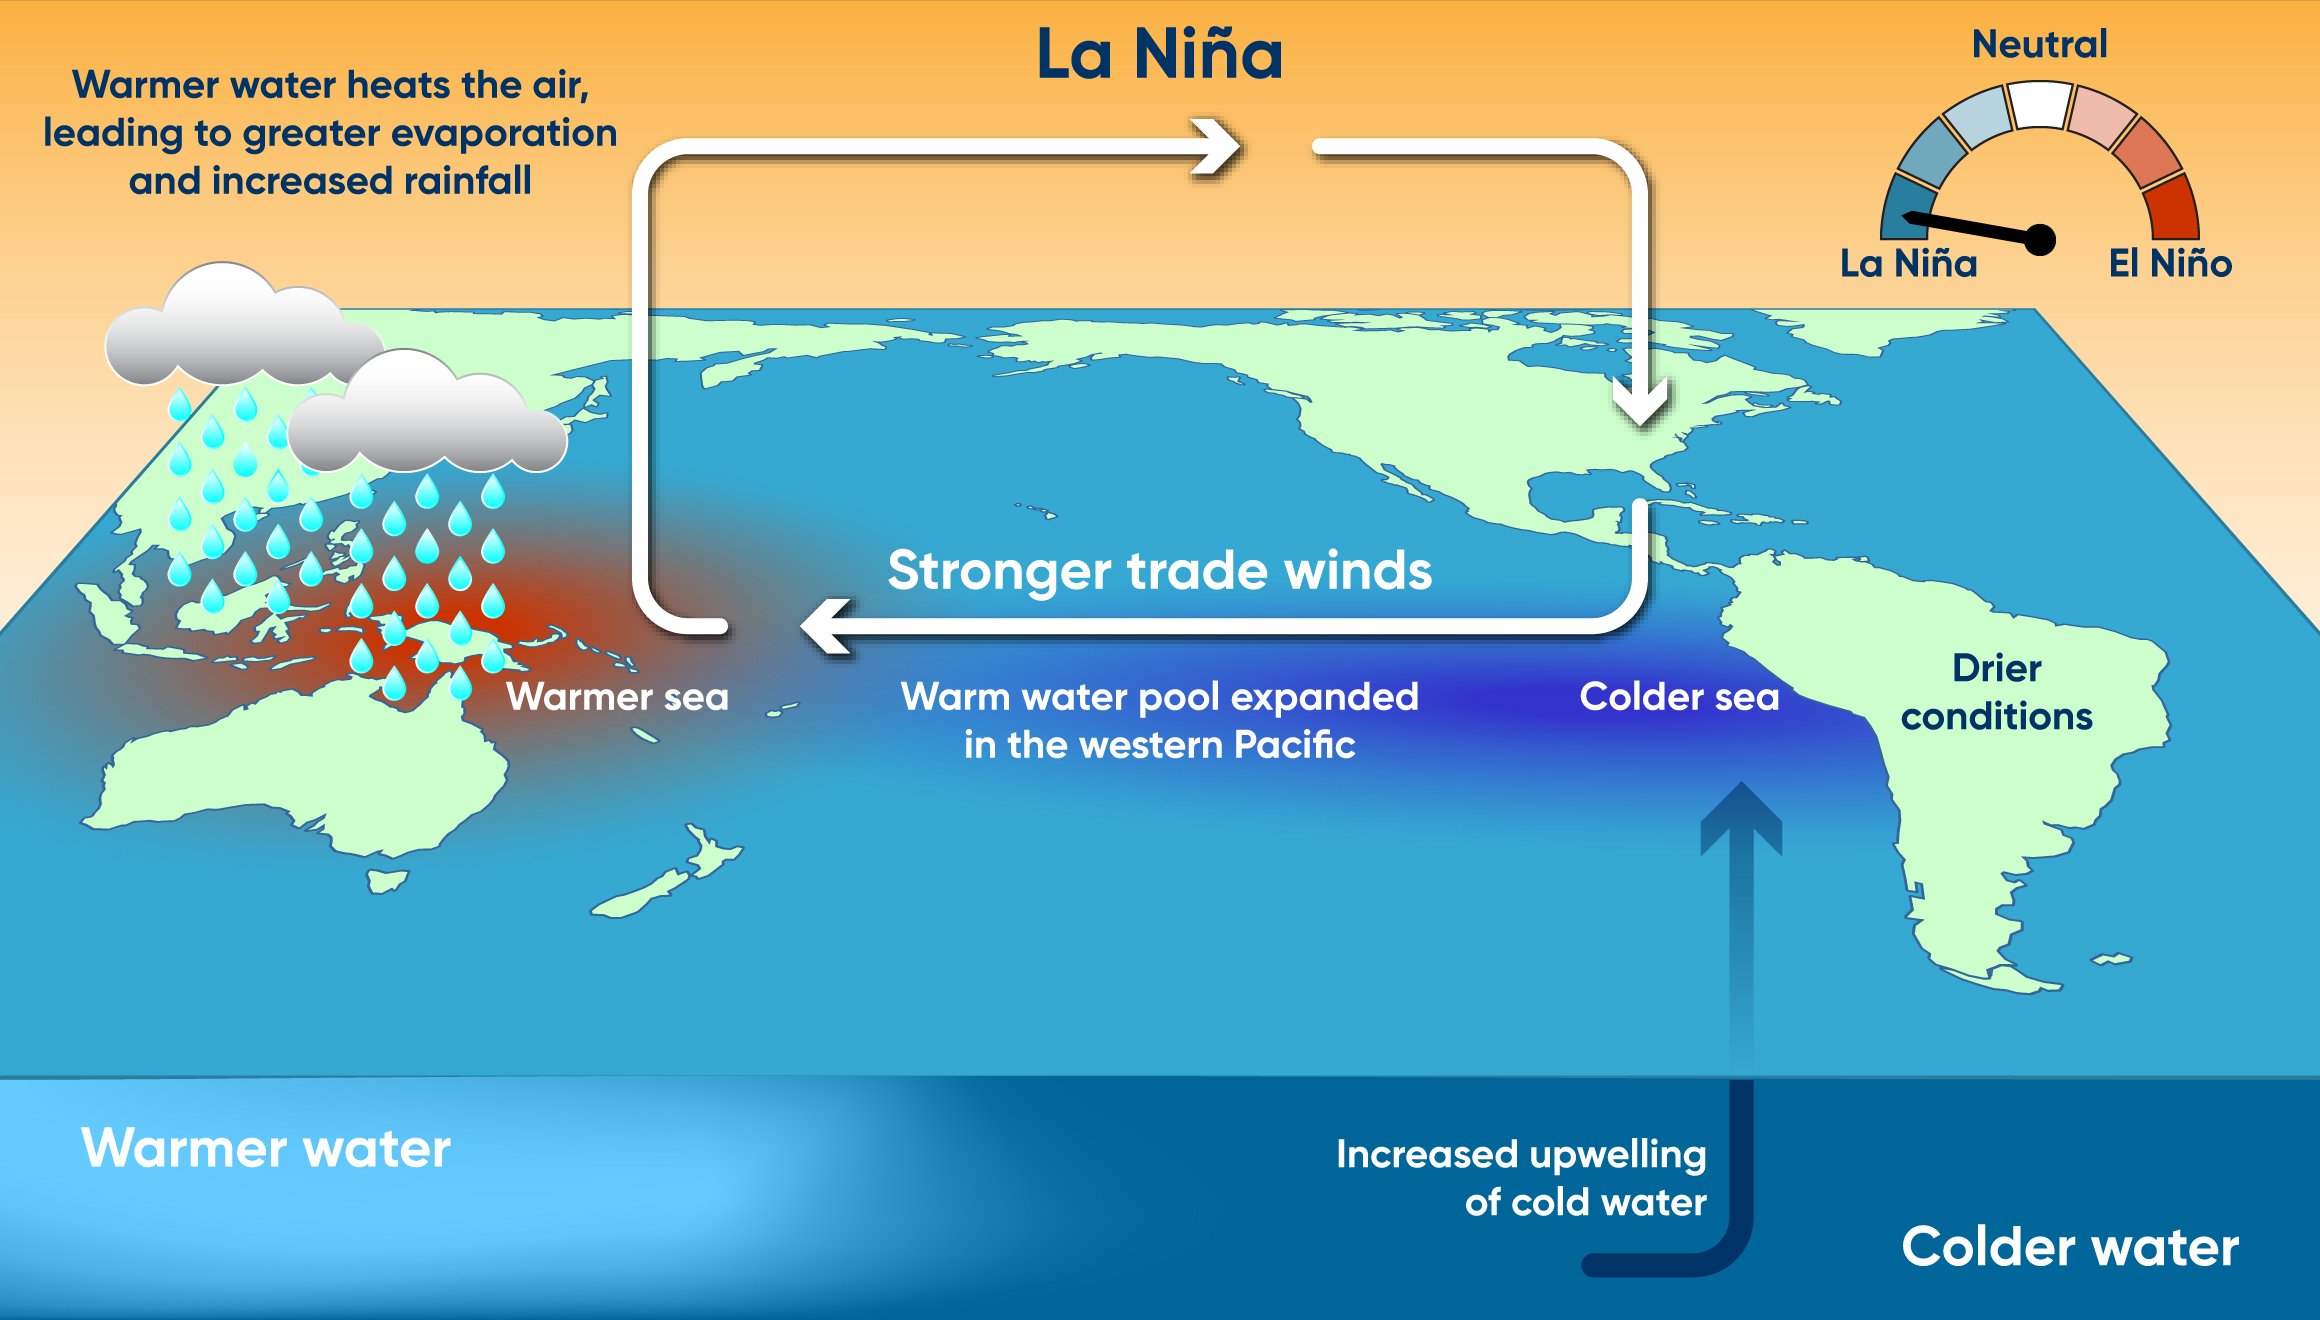 La Niña
Warmer water heats the air,
leading to greater evaporation
and increased rainfall
Neutral
La Niña
El Niño
Stronger trade winds
Warmer sea
Warm water pool expanded
in the western Pacific
Colder sea
Drier
conditions
Warmer water
Increased upwelling
of cold water
Colder water